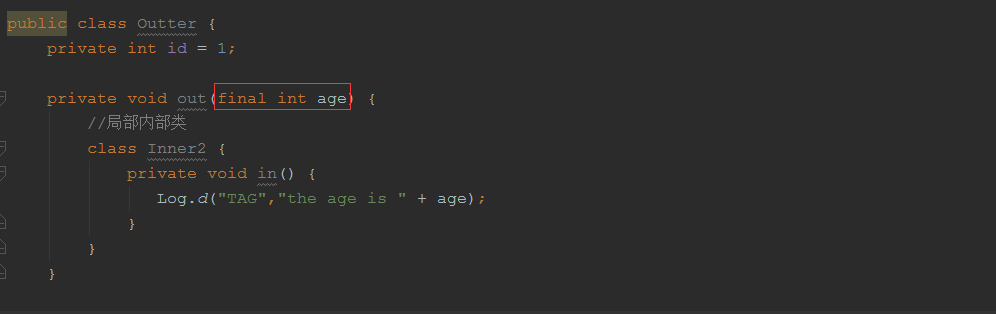 public class Outter {
private int id = 1;
private void out(final int age) {
//局部内部类
class Inner2 {
private void in() {
Log.d("TAG","the age is " + age);
}
}
}